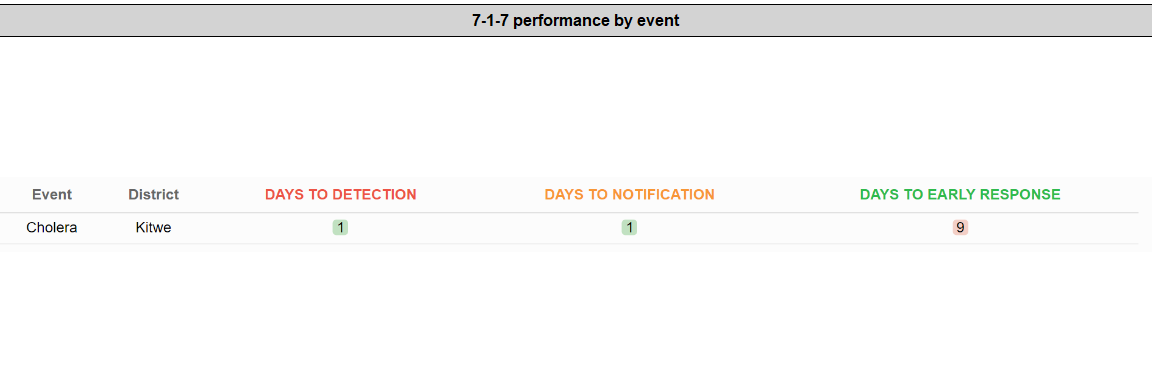 7-1-7 performance by event
Event District DAYS TO DETECTION DAYS TO NOTIFICATION DAYS TO EARLY RESPONSE
Cholera Kitwe 1 1 9